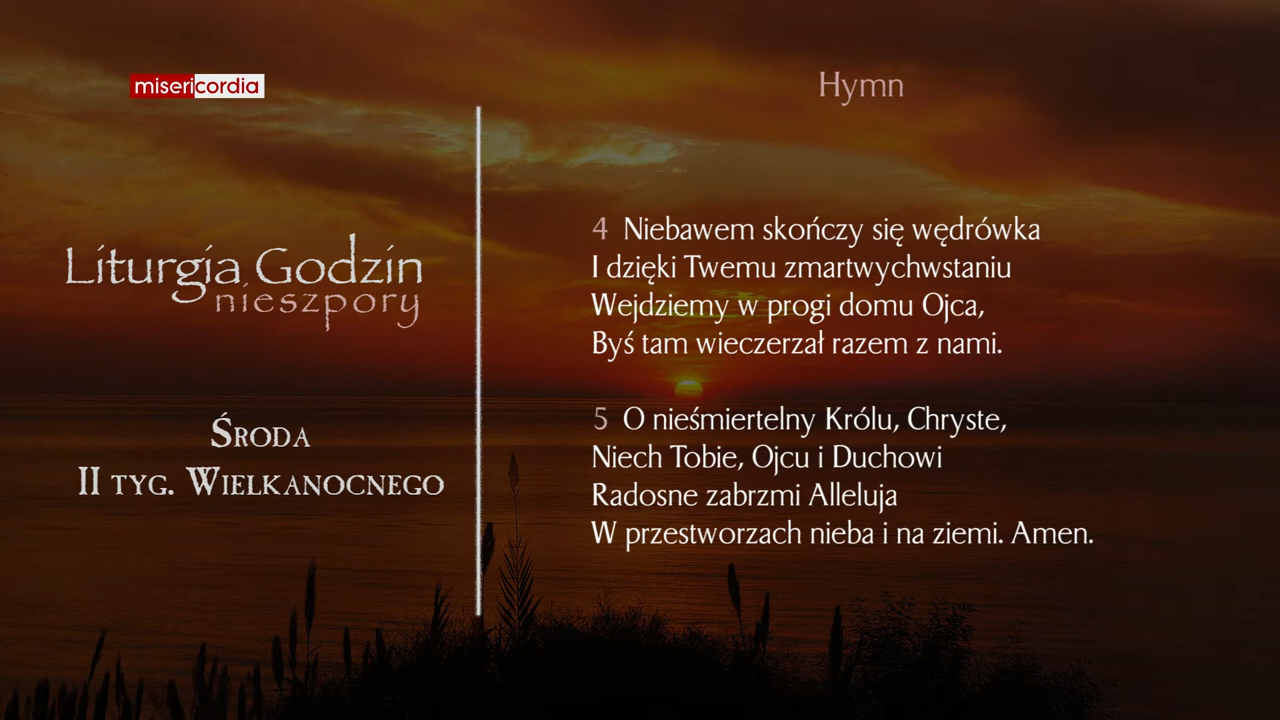 misericordia
Liturgia Godzin
nieszpory
Środa
II tyg. Wielkanocnego
Hymn
4 Niebawem skończy się wędrówka
I dzięki Twemu zmartwychwstaniu
Wejdziemy w progi domu Ojca,
Byś tam wieczerzał razem z nami.
5 O nieśmiertelny Królu, Chryste,
Niech Tobie, Ojcu i Duchowi
Radosne zabrzmi Alleluja
W przestworzach nieba i na ziemi. Amen.